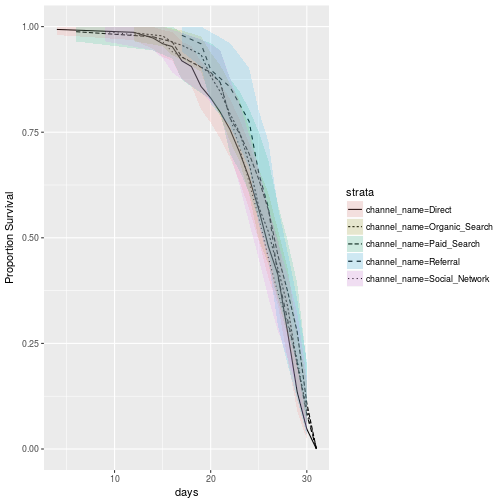 1.00
0.75
0.50
0.25
0.00
Proportion Survival
10
20
30
days
strata
channel_name=Direct
channel_name=Organic_Search
channel_name=Paid_Search
channel_name=Referral
channel_name=Social_Network